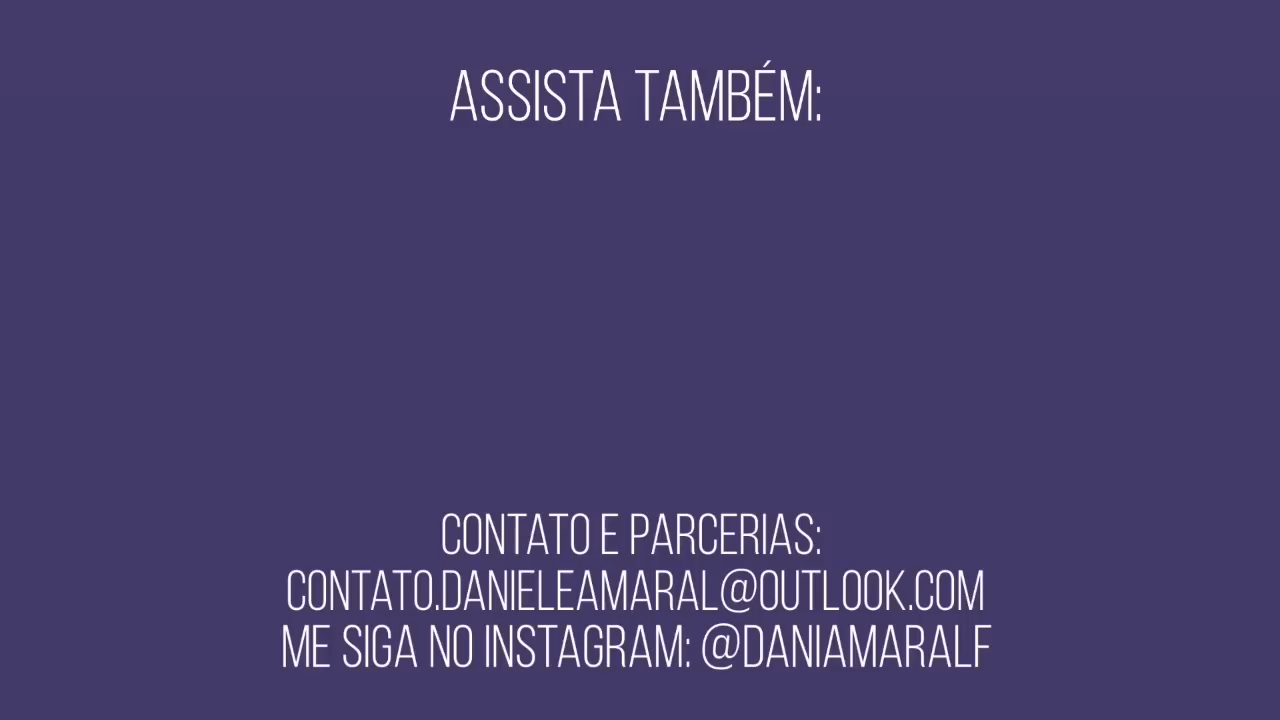 ASSISTA TAMBÉM:
CONTATO E PARCERIAS:
CONTATO.DANIELEAMARAL@OUTLOOK.COM
ME SIGA NO INSTAGRAM: @DANIAMARALF